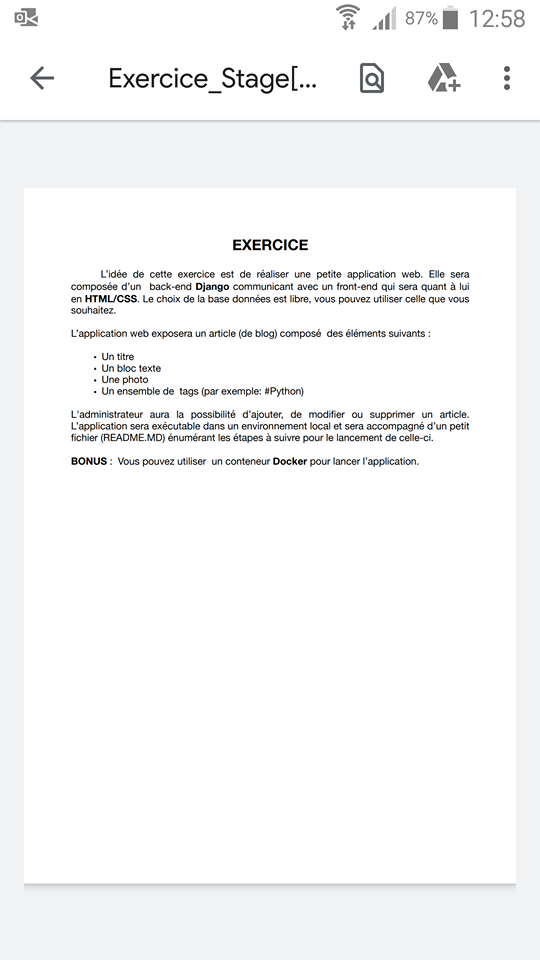 87% 12:58
Exercice_Stage[...
EXERCICE
L'idée de cette exercice est de réaliser une petite application web. Elle sera
composée d'un back-end Django communicant avec un front-end qui sera quant à lui
en HTML/CSS. Le choix de la base données est libre, vous pouvez utiliser celle que vous
souhaitez.
L'application web exposera un article (de blog) composé des éléments suivants :
• Un titre
• Un bloc texte
• Une photo
• Un ensemble de tags (par exemple: #Python)
L'administrateur aura la possibilité d'ajouter, de modifier ou supprimer un article.
L'application sera exécutable dans un environnement local et sera accompagné d'un petit
fichier (README.MD) énumérant les étapes à suivre pour le lancement de celle-ci.
BONUS : Vous pouvez utiliser un conteneur Docker pour lancer l'application.